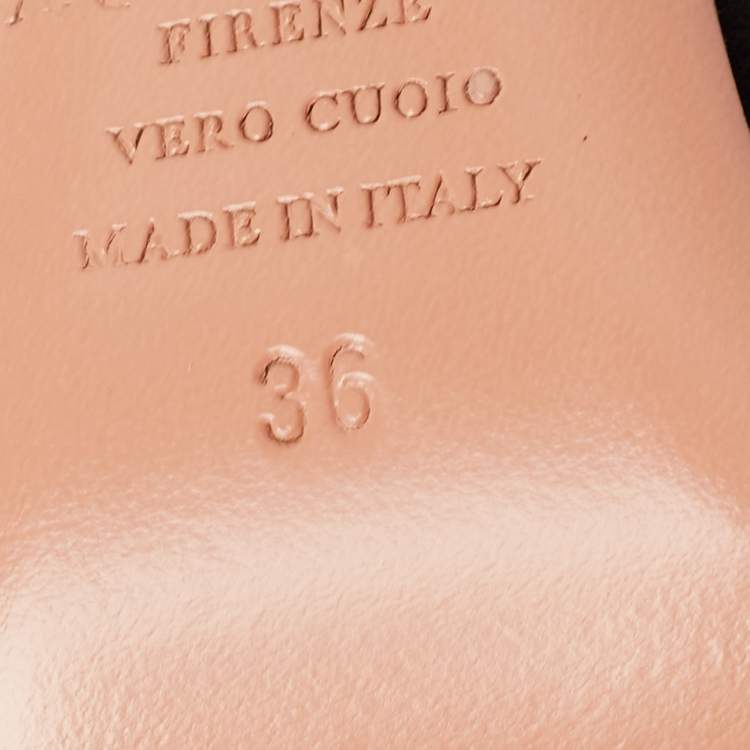 FIRENZE
VERO CUOIO
MADE IN ITALY
36